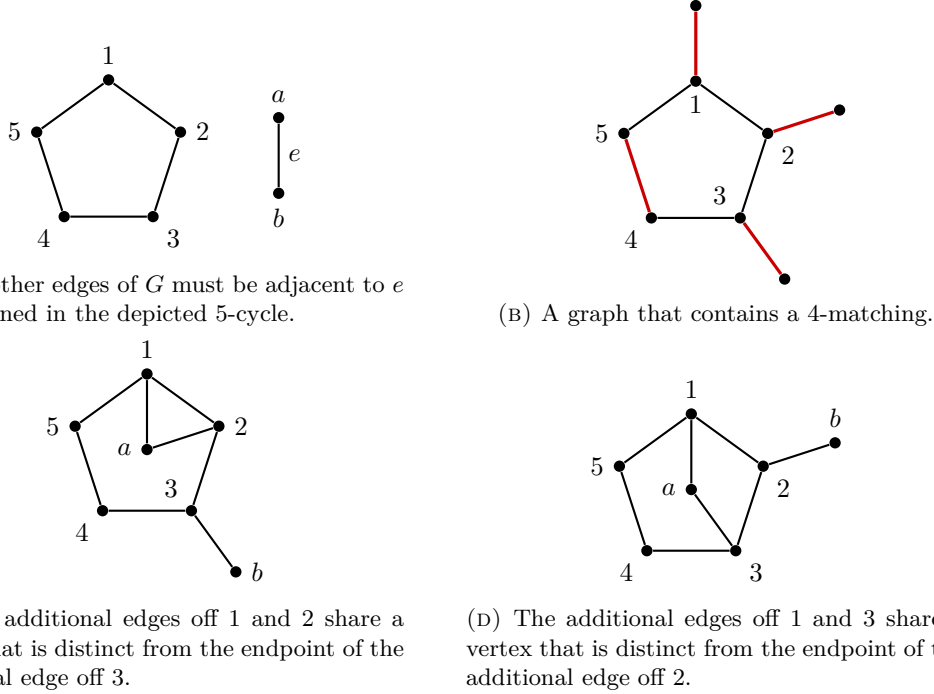 1
a
5
2
e
b
4
3
ther edges of G must be adjacent to e
ned in the depicted 5-cycle.
1
5
2
3
4
(B) A graph that contains a 4-matching.
1
5
2
a
3
4
b
additional edges off 1 and 2 share a
at is distinct from the endpoint of the
al edge off 3.
1
b
5
a
2
4
3
(D) The additional edges off 1 and 3 share
vertex that is distinct from the endpoint of t
additional edge off 2.